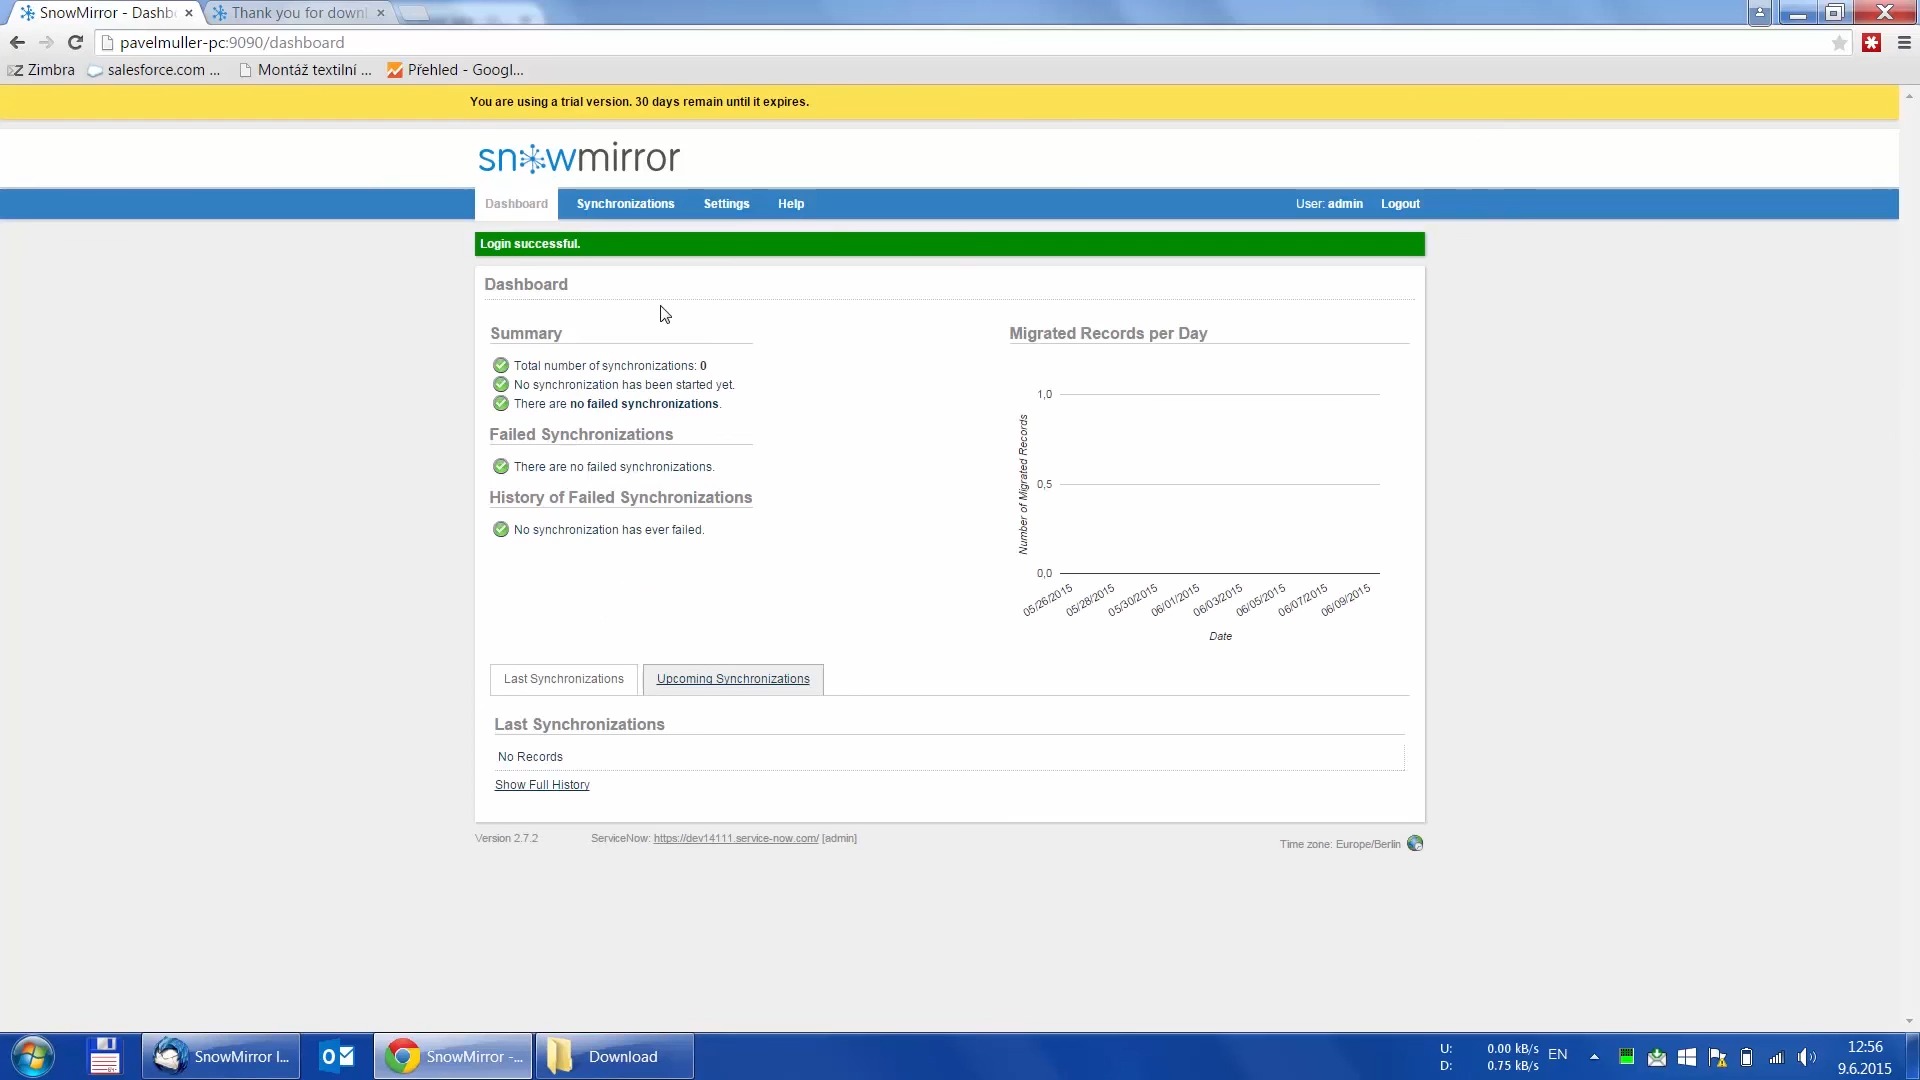 SnowMirror - Dashb
Thank you for downl
pavelmuller-pc:9090/dashboard
Zimbra
salesforce.com ...
Montáž textilní ...
Přehled - Googl...
You are using a trial version. 30 days remain until it expires.
snowmirror
Dashboard
Synchronizations
Settings
Help
User: admin
Logout
Login successful.
Dashboard
Summary
Total number of synchronizations: 0
No synchronization has been started yet.
There are no failed synchronizations.
Failed Synchronizations
There are no failed synchronizations.
History of Failed Synchronizations
No synchronization has ever failed.
Migrated Records per Day
Number of Migrated Records
1,0
0,5
0,0
05/26/2015
05/28/2015
05/30/2015
06/01/2015
06/03/2015
06/05/2015
06/07/2015
06/09/2015
Date
Last Synchronizations
Upcoming Synchronizations
Last Synchronizations
No Records
Show Full History
Version 2.7.2
ServiceNow: https://dev14111.service-now.com/ [admin]
Time zone: Europe/Berlin
SnowMirror I...
SnowMirror -...
Download
U: 0.00 kB/s
D: 0.75 kB/s
EN
12:56
9.6.2015